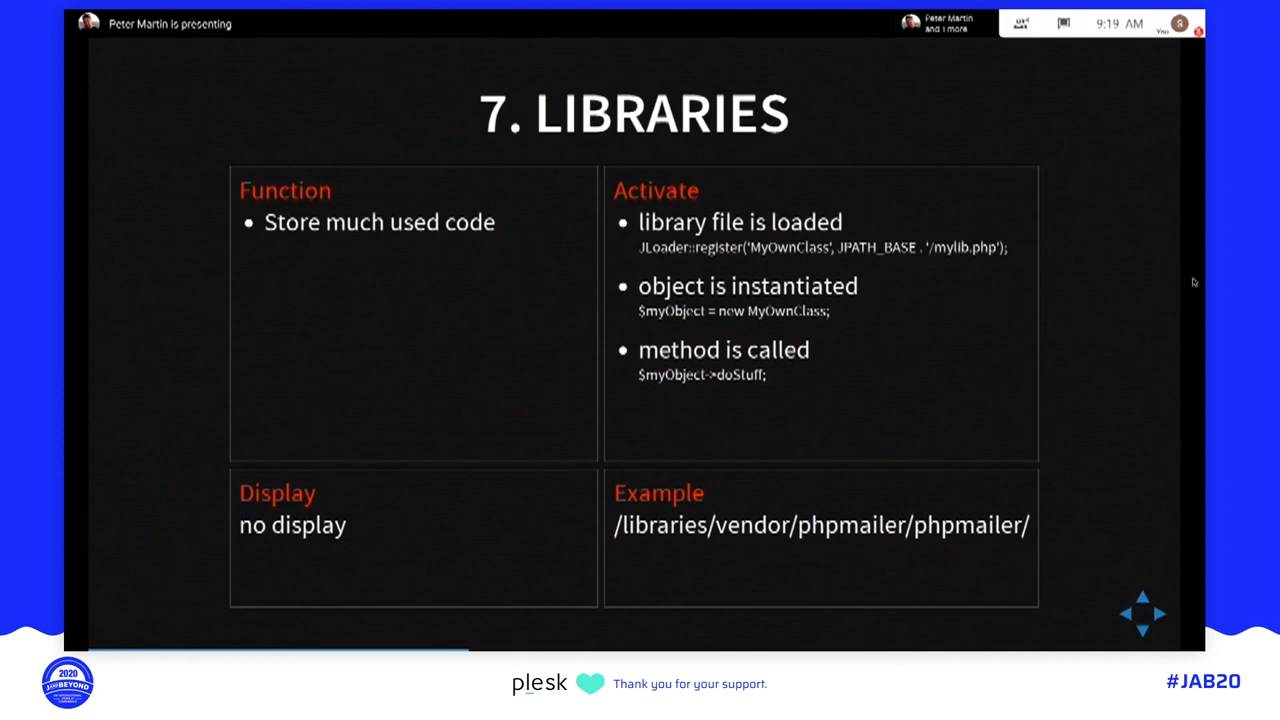 Peter Martin is presenting
Peter Martin
and 1 more
9:19 AM
You
S
7. LIBRARIES
Function
• Store much used code
Activate
• library file is loaded
JLoader::register('MyOwnClass', JPATH_BASE . '/mylib.php');
• object is instantiated
$myObject = new MyOwnClass;
• method is called
$myObject->doStuff;
Display
no display
Example
/libraries/vendor/phpmailer/phpmailer/
2020
JANDBEYOND
plesk
Thank you for your support.
#JAB20